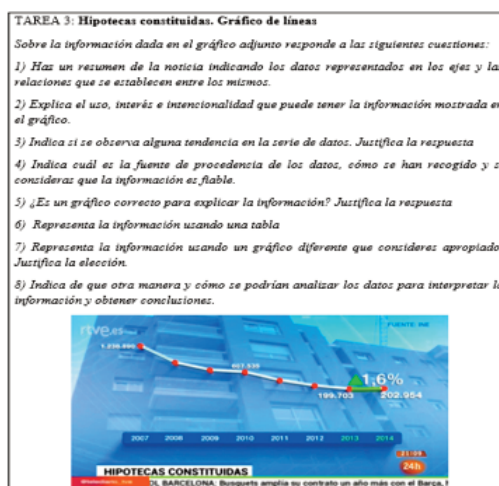 TAREA 3: Hipotecas constituidas. Gráfico de líneas
Sobre la información dada en el gráfico adjunto responde a las siguientes cuestiones:
1) Haz un resumen de la noticia indicando los datos representados en los ejes y la
relaciones que se establecen entre los mismos.
2) Explica el uso, interés e intencionalidad que puede tener la información mostrada en
el gráfico.
3) Indica si se observa alguna tendencia en la serie de datos. Justifica la respuesta
4) Indica cuál es la fuente de procedencia de los datos, cómo se han recogido y s
consideras que la información es fiable.
5) ¿Es un gráfico correcto para explicar la información? Justifica la respuesta
6) Representa la información usando una tabla
7) Representa la información usando un gráfico diferente que consideres apropiado
Justifica la elección.
8) Indica de que otra manera y cómo se podrían analizar los datos para interpretar l
información y obtener conclusiones.
rtve.es
FUENTE: INE
1,6%
199.703
202.954
2007 2008 2009 2010 2011 2012 2013 2014
21:09
24h
HIPOTECAS CONSTITUIDAS
OL BARCELONA: Busquets amplía su contrato un año más con el Barca,